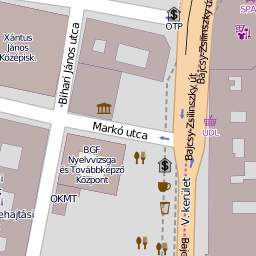 SPA
OTP
Xántus
János
Középisk.
Bihari János utca
Bajcsy-Zsilinszky út
Bajcsy-Zsilinszky út
LIDL
Markó utca
BGF
Nyelvvizsga
és Továbbképző
Központ
OKMT
V. kerület